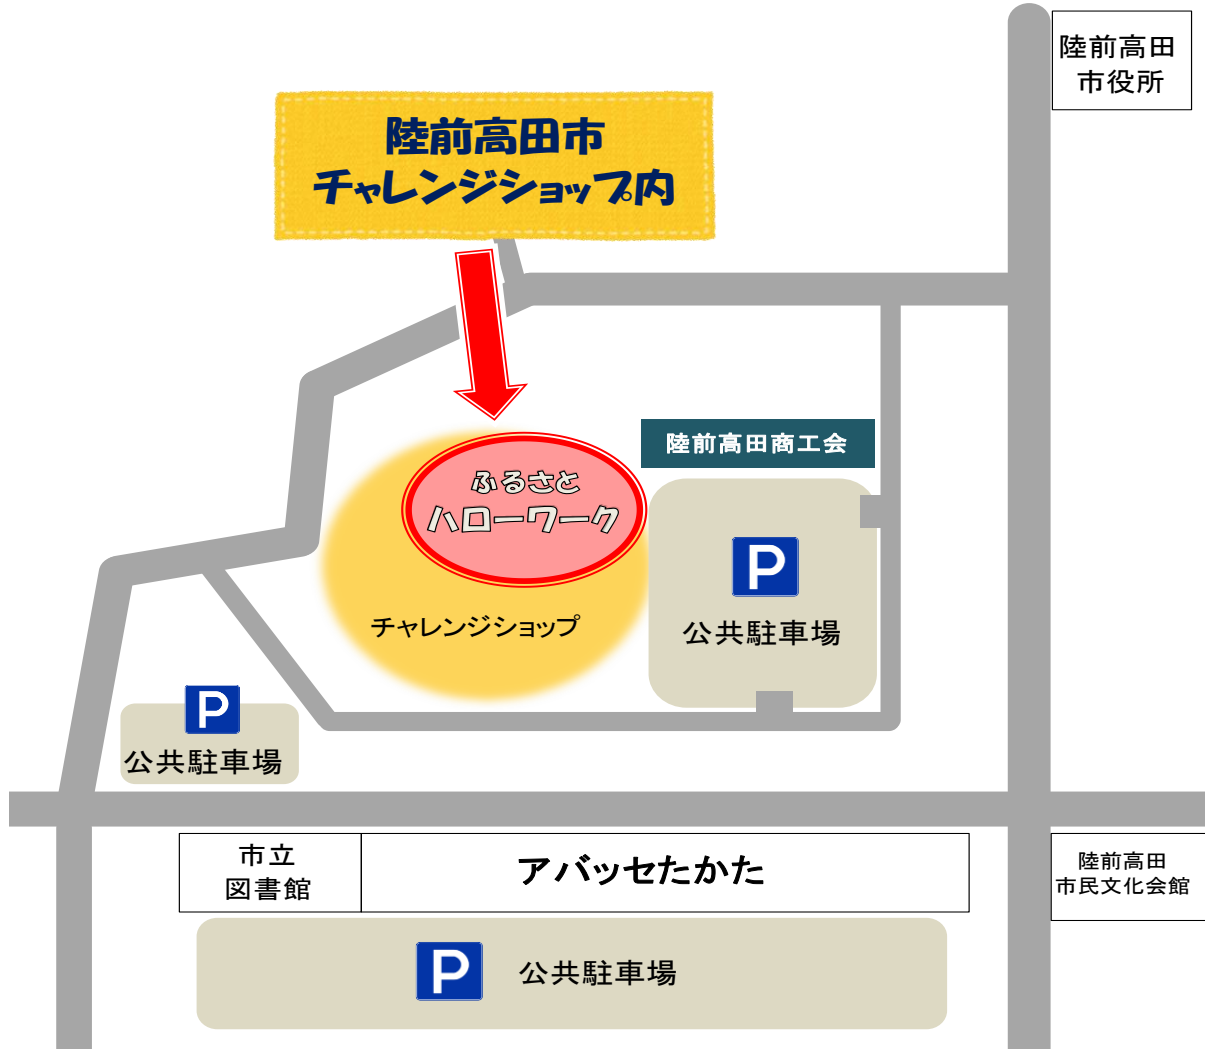 陸前高田
市役所
陸前高田市
チャレンジショップ内
陸前高田商工会
ふるさと
ハローワーク
P
公共駐車場
チャレンジショップ
P
公共駐車場
市立
図書館
アバッセたかた
陸前高田
市民文化会館
P
公共駐車場